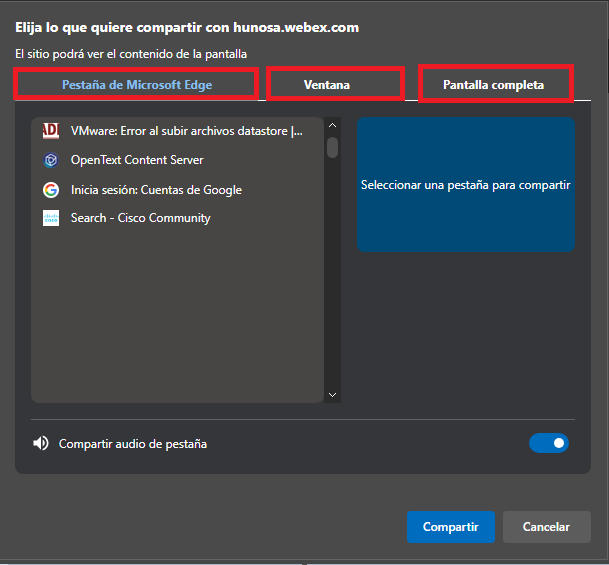 Elija lo que quiere compartir con hunosa.webex.com
El sitio podrá ver el contenido de la pantalla
Pestaña de Microsoft Edge
Ventana
Pantalla completa
VMware: Error al subir archivos datastore |...
OpenText Content Server
Inicia sesión: Cuentas de Google
Search - Cisco Community
Seleccionar una pestaña para compartir
Compartir audio de pestaña
Compartir
Cancelar